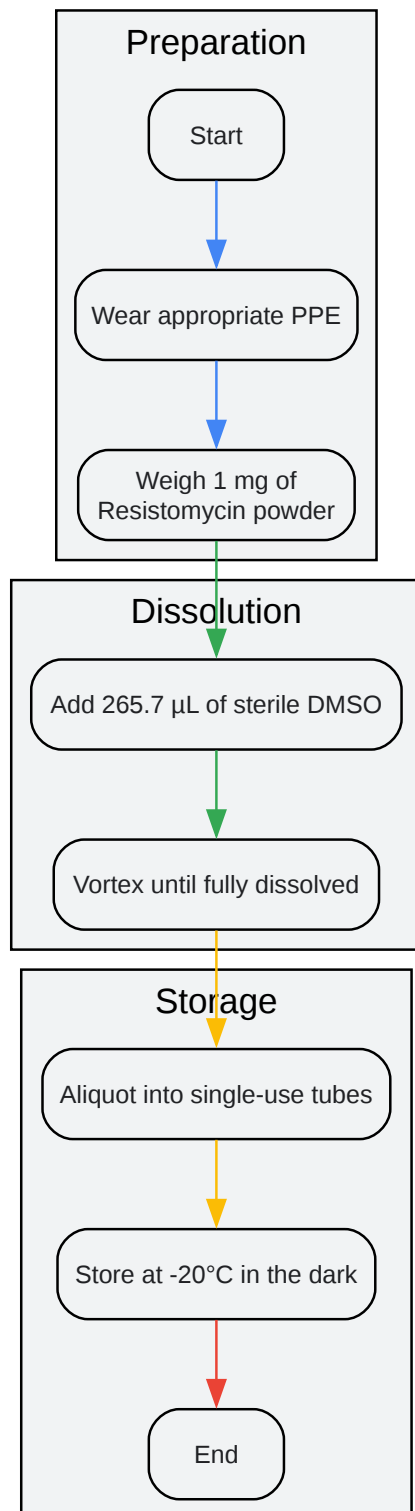 Preparation
Start
Wear appropriate PPE
Weigh 1 mg of
Resistomycin powder
Dissolution
Add 265.7 µL of sterile DMSO
Vortex until fully dissolved
Storage
Aliquot into single-use tubes
Store at -20°C in the dark
End